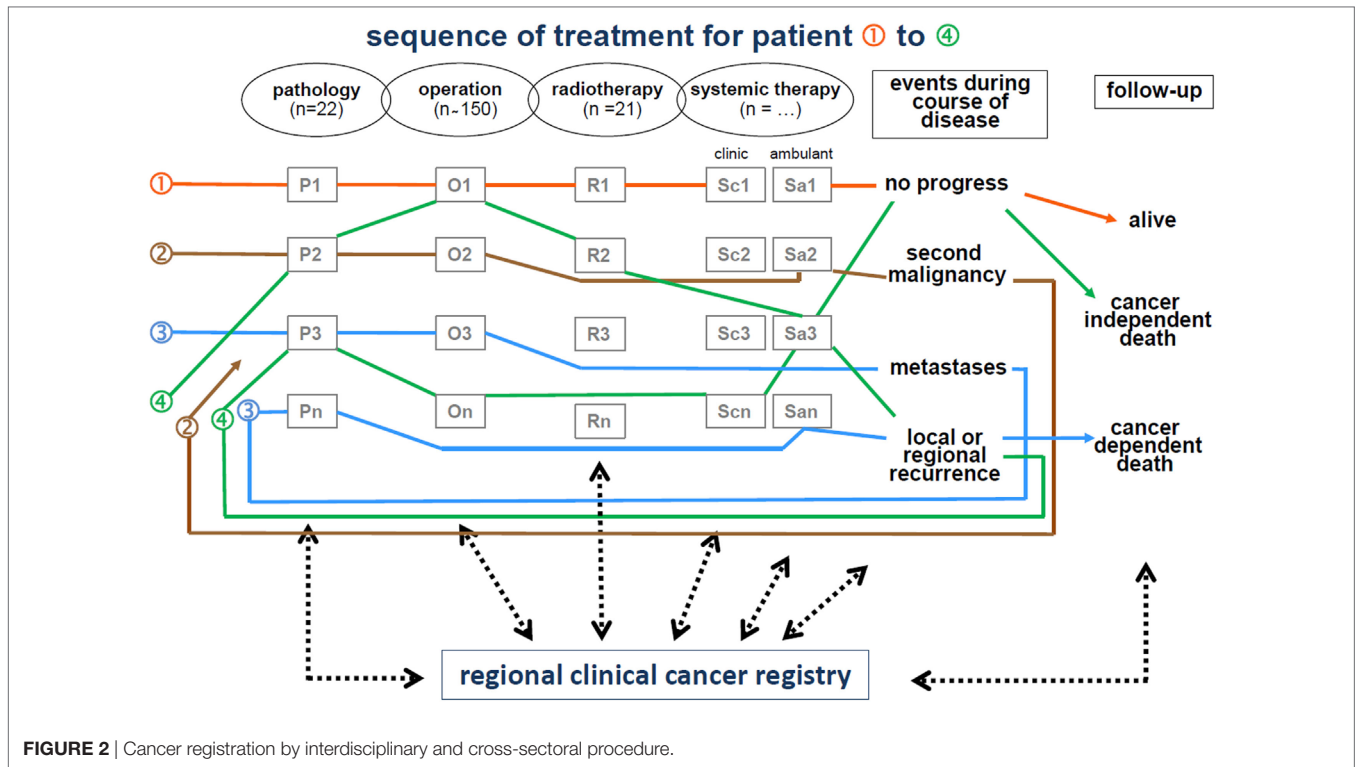 sequence of treatment for patient ① to ④
pathology
(n=22)
operation
(n~150)
radiotherapy
(n =21)
systemic therapy
(n = ...)
events during
course of
disease
follow-up
clinic
ambulant
① P1 O1 R1 Sc1 Sa1 no progress
alive
② P2 O2 R2 Sc2 Sa2 second
malignancy
cancer
independent
death
③ P3 O3 R3 Sc3 Sa3
metastases
④
② ④ ③ Pn On Rn Scn San
local or
regional
recurrence
cancer
dependent
death
regional clinical cancer registry
FIGURE 2 | Cancer registration by interdisciplinary and cross-sectoral procedure.